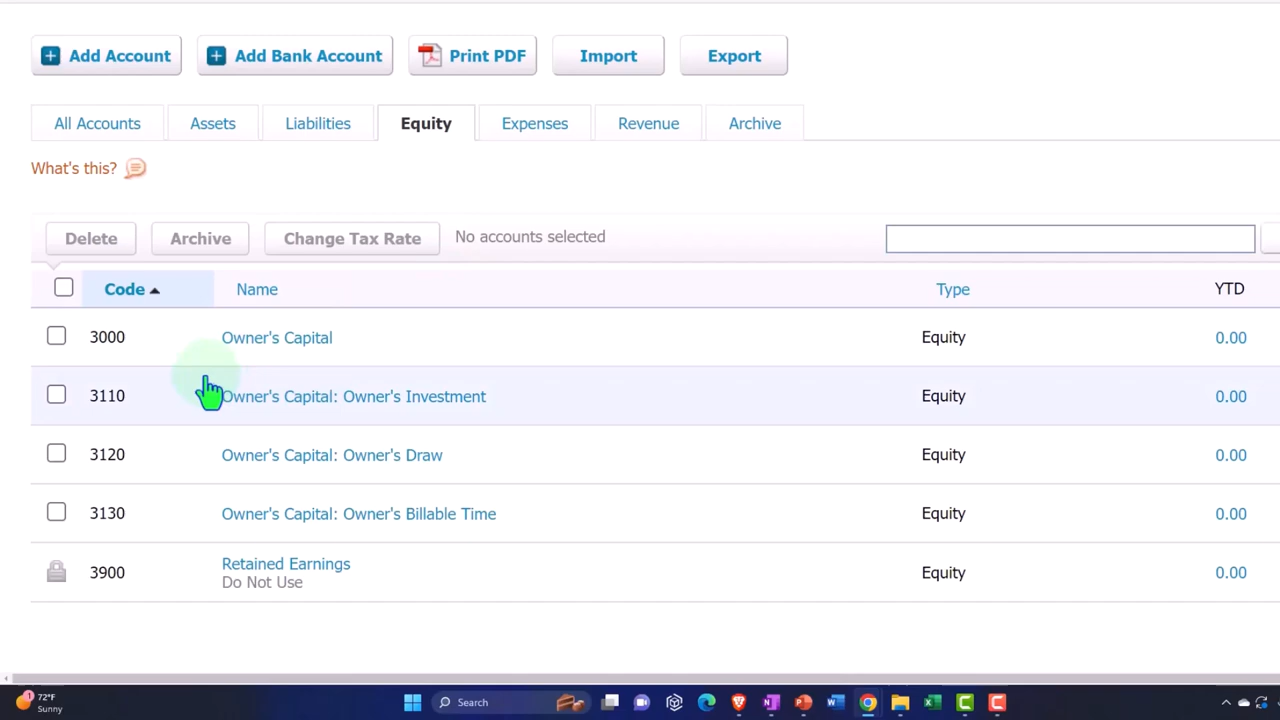 Add Account Add Bank Account Print PDF Import Export
All Accounts Assets Liabilities Equity Expenses Revenue Archive
What's this?
Delete Archive Change Tax Rate No accounts selected
Code Name Type YTD
3000 Owner's Capital Equity 0.00
3110 Owner's Capital: Owner's Investment Equity 0.00
3120 Owner's Capital: Owner's Draw Equity 0.00
3130 Owner's Capital: Owner's Billable Time Equity 0.00
3900 Retained Earnings Equity 0.00
Do Not Use
1 72°F Search
Sunny